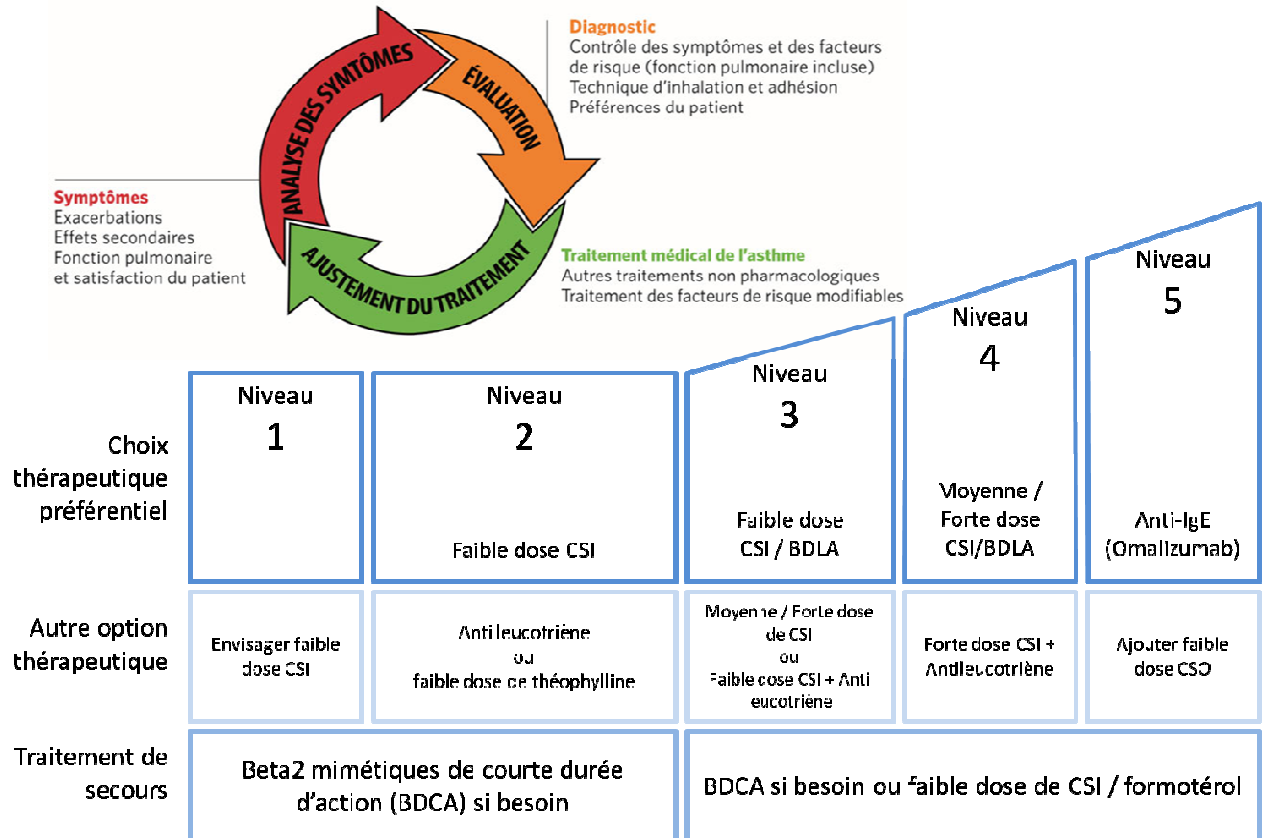 Diagnostic
Contrôle des symptômes et des facteurs
de risque (fonction pulmonaire incluse)
Technique d'inhalation et adhésion
Préférences du patient
ANALYSE DES SYMTÔMES
ÉVALUATION
AJUSTEMENT DU TRAITEMENT
Symptômes
Exacerbations
Effets secondaires
Fonction pulmonaire
et satisfaction du patient
Traitement médical de l'asthme
Autres traitements non pharmacologiques
Traitement des facteurs de risque modifiables
Choix
thérapeutique
préférentiel
Niveau
1
Niveau
2
Faible dose CSI
Niveau
3
Faible dose
CSI / BDLA
Niveau
4
Moyenne /
Forte dose
CSI/BDLA
Niveau
5
Anti-IgE
(Omalizumab)
Autre option
thérapeutique
Envisager faible
dose CSI
Anti leucotriène
ou
faible dose de théophylline
Moyenne / Forte dose
de CSI
ou
Faible dose CSI + Anti
eucotriène
Forte dose CSI +
Antileucotriène
Ajouter faible
dose CSO
Traitement de
secours
Beta2 mimétiques de courte durée
d'action (BDCA) si besoin
BDCA si besoin ou faible dose de CSI / formotérol